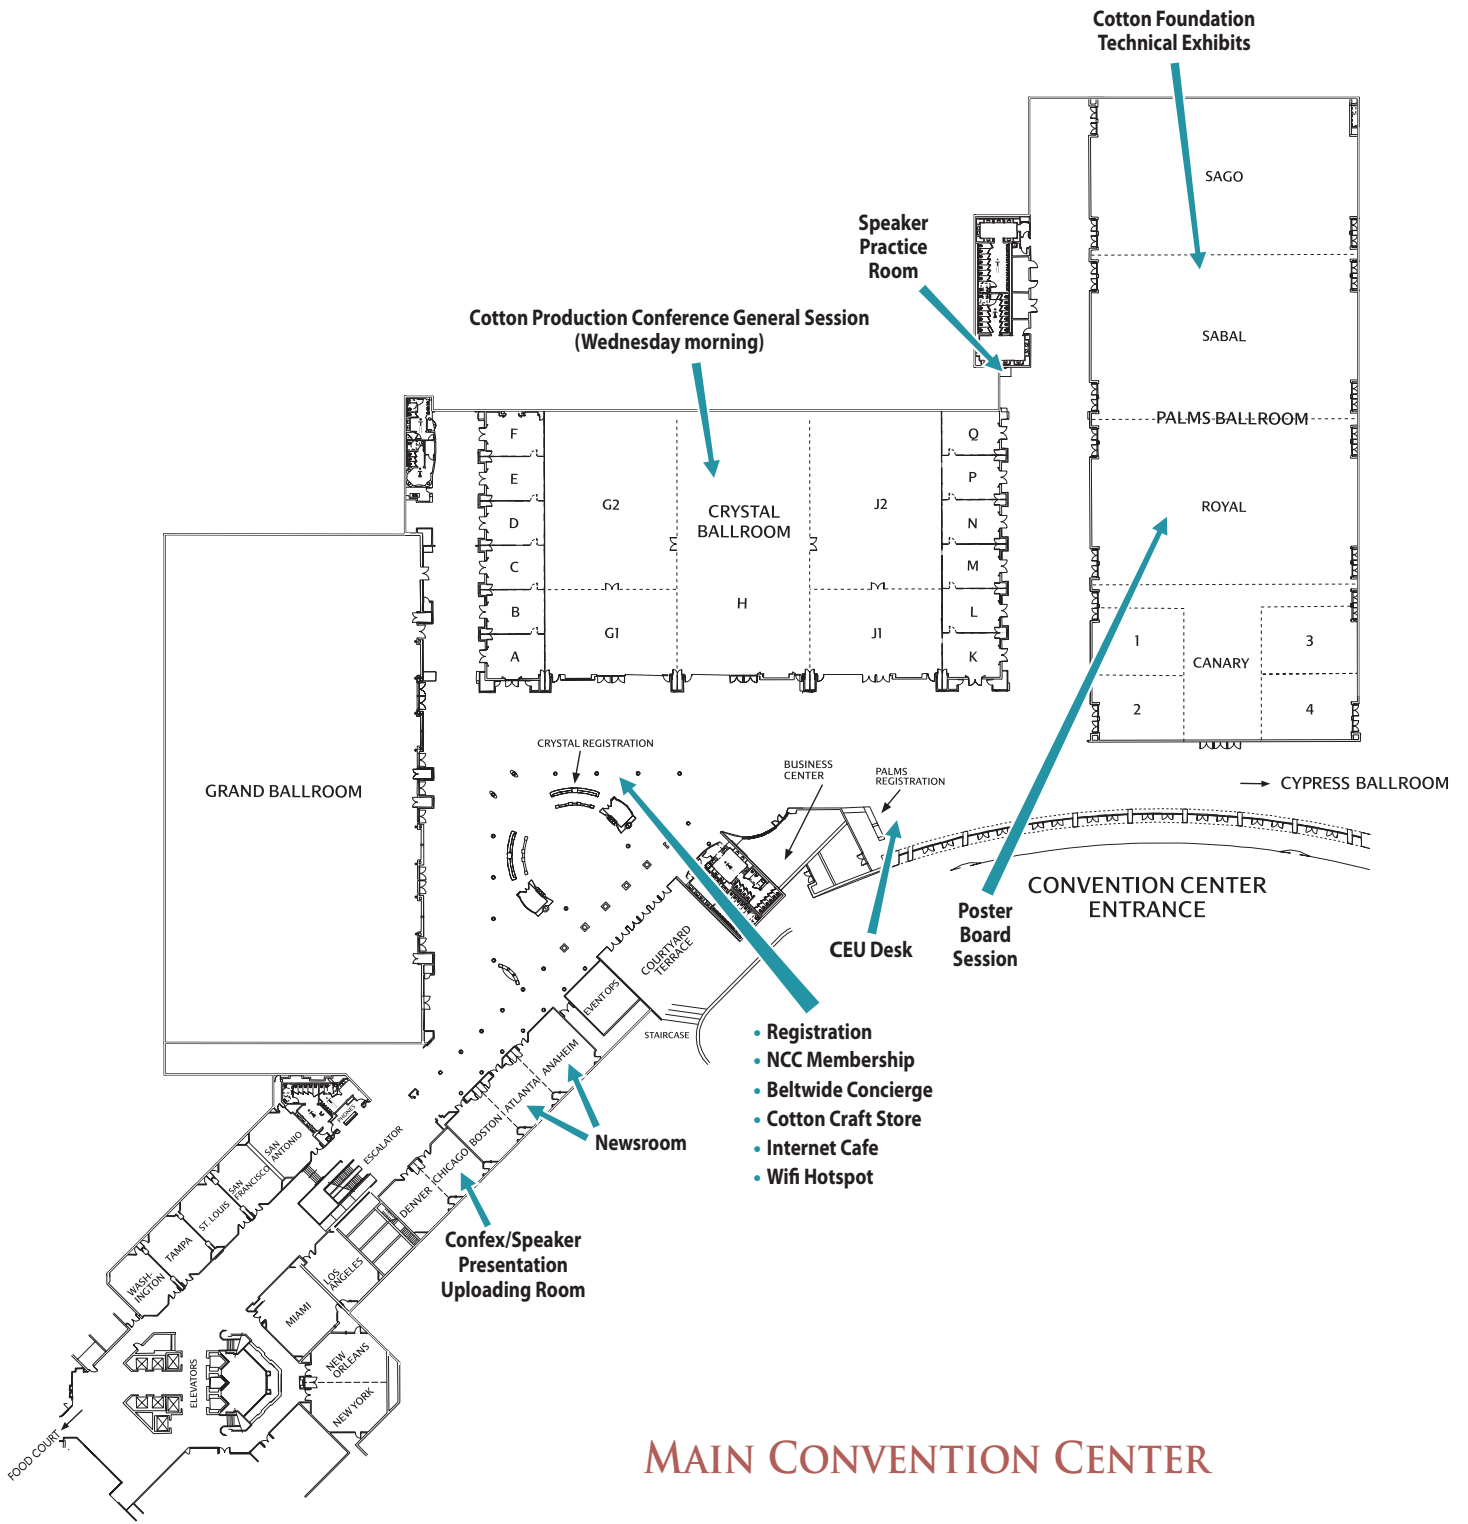 Cotton Foundation
Technical Exhibits
SAGO
Speaker
Practice
Room
Cotton Production Conference General Session
(Wednesday morning)
SABAL
PALMS BALLROOM
F
E
D
C
B
A
G2
G1
CRYSTAL
BALLROOM
H
J2
J1
Q
P
N
M
L
K
ROYAL
1
2
CANARY
3
4
GRAND BALLROOM
CRYSTAL REGISTRATION
BUSINESS
CENTER
PALMS
REGISTRATION
CYPRESS BALLROOM
CONVENTION CENTER
ENTRANCE
Poster
Board
Session
CEU Desk
COURTYARD
TERRACE
EVENT OPS
STAIRCASE
• Registration
• NCC Membership
• Beltwide Concierge
• Cotton Craft Store
• Internet Cafe
• Wifi Hotspot
ANAHEIM
ATLANTA
BOSTON
Newsroom
CHICAGO
DENVER
Confex/Speaker
Presentation
Uploading Room
PHONES
ESCALATOR
SAN
ANTONIO
SAN
FRANCISCO
ST. LOUIS
TAMPA
WASH-
INGTON
LOS
ANGELES
MIAMI
NEW
ORLEANS
NEW YORK
ELEVATORS
FOOD COURT
MAIN CONVENTION CENTER